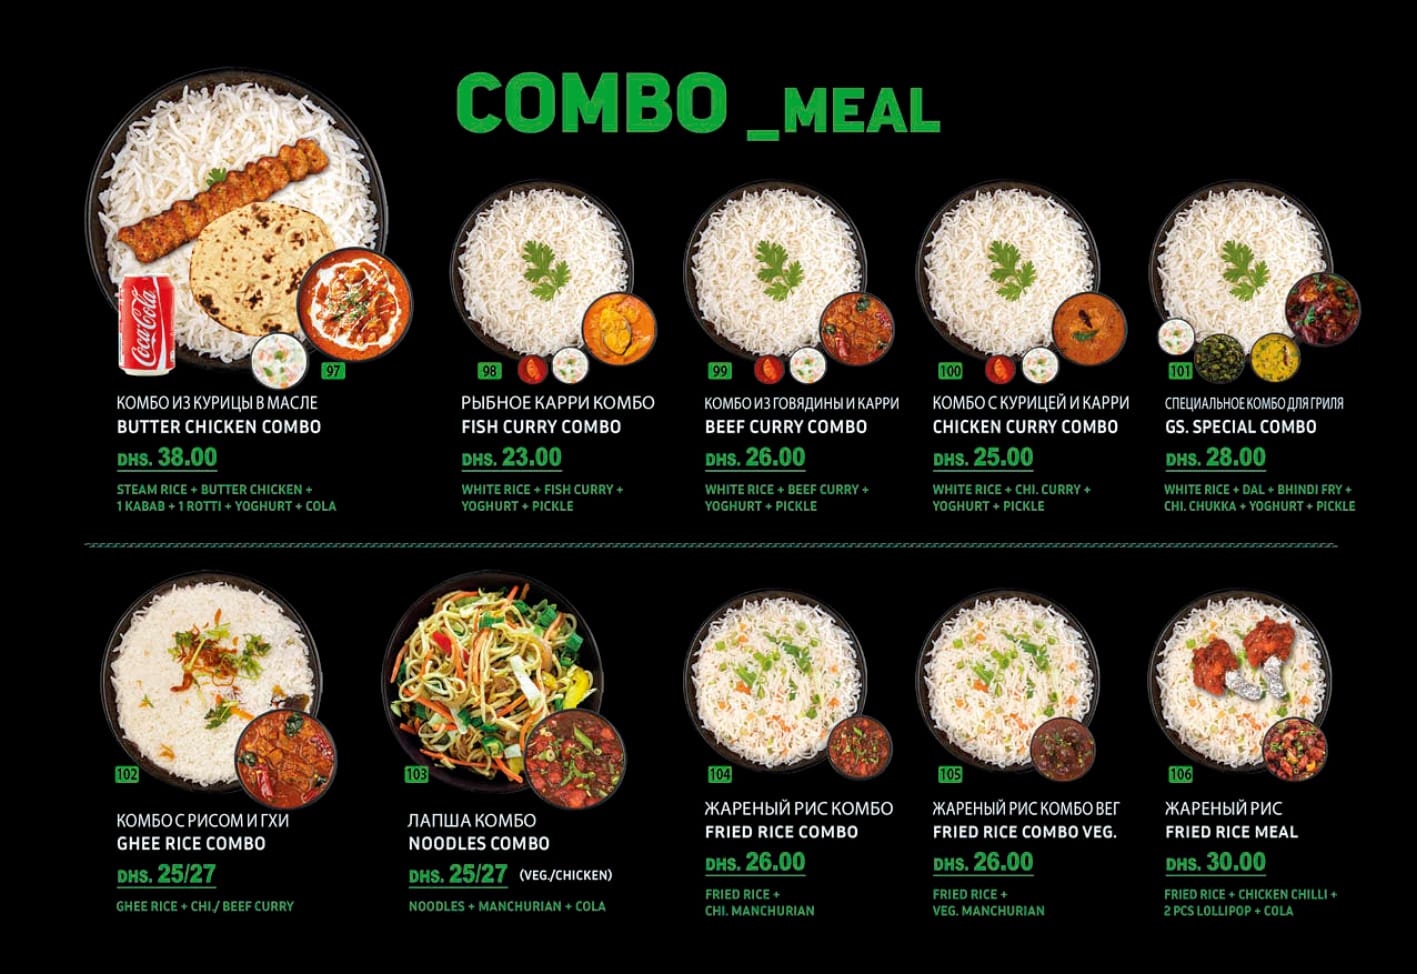 COMBO _MEAL
Coca-Cola
97
КОМБО ИЗ КУРИЦЫ В МАСЛЕ
BUTTER CHICKEN COMBO
DHS. 38.00
STEAM RICE + BUTTER CHICKEN +
1 KABAB + 1 ROTTI + YOGHURT + COLA
98
РЫБНОЕ КАРРИ КОМБО
FISH CURRY COMBO
DHS. 23.00
WHITE RICE + FISH CURRY +
YOGHURT + PICKLE
99
КОМБО ИЗ ГОВЯДИНЫ И КАРРИ
BEEF CURRY COMBO
DHS. 26.00
WHITE RICE + BEEF CURRY +
YOGHURT + PICKLE
100
КОМБО С КУРИЦЕЙ И КАРРИ
CHICKEN CURRY COMBO
DHS. 25.00
WHITE RICE + CHI. CURRY +
YOGHURT + PICKLE
101
СПЕЦИАЛЬНОЕ КОМБО ДЛЯ ГРИЛЯ
GS. SPECIAL COMBO
DHS. 28.00
WHITE RICE + DAL + BHINDI FRY +
CHI. CHUKKA + YOGHURT + PICKLE
102
КОМБО С РИСОМ И ГХИ
GHEE RICE COMBO
DHS. 25/27
GHEE RICE + CHI./ BEEF CURRY
103
ЛАПША КОМБО
NOODLES COMBO
DHS. 25/27 (VEG./CHICKEN)
NOODLES + MANCHURIAN + COLA
104
ЖАРЕНЫЙ РИС КОМБО
FRIED RICE COMBO
DHS. 26.00
FRIED RICE +
CHI. MANCHURIAN
105
ЖАРЕНЫЙ РИС КОМБО ВЕГ
FRIED RICE COMBO VEG.
DHS. 26.00
FRIED RICE +
VEG. MANCHURIAN
106
ЖАРЕНЫЙ РИС
FRIED RICE MEAL
DHS. 30.00
FRIED RICE + CHICKEN CHILLI +
2 PCS LOLLIPOP + COLA